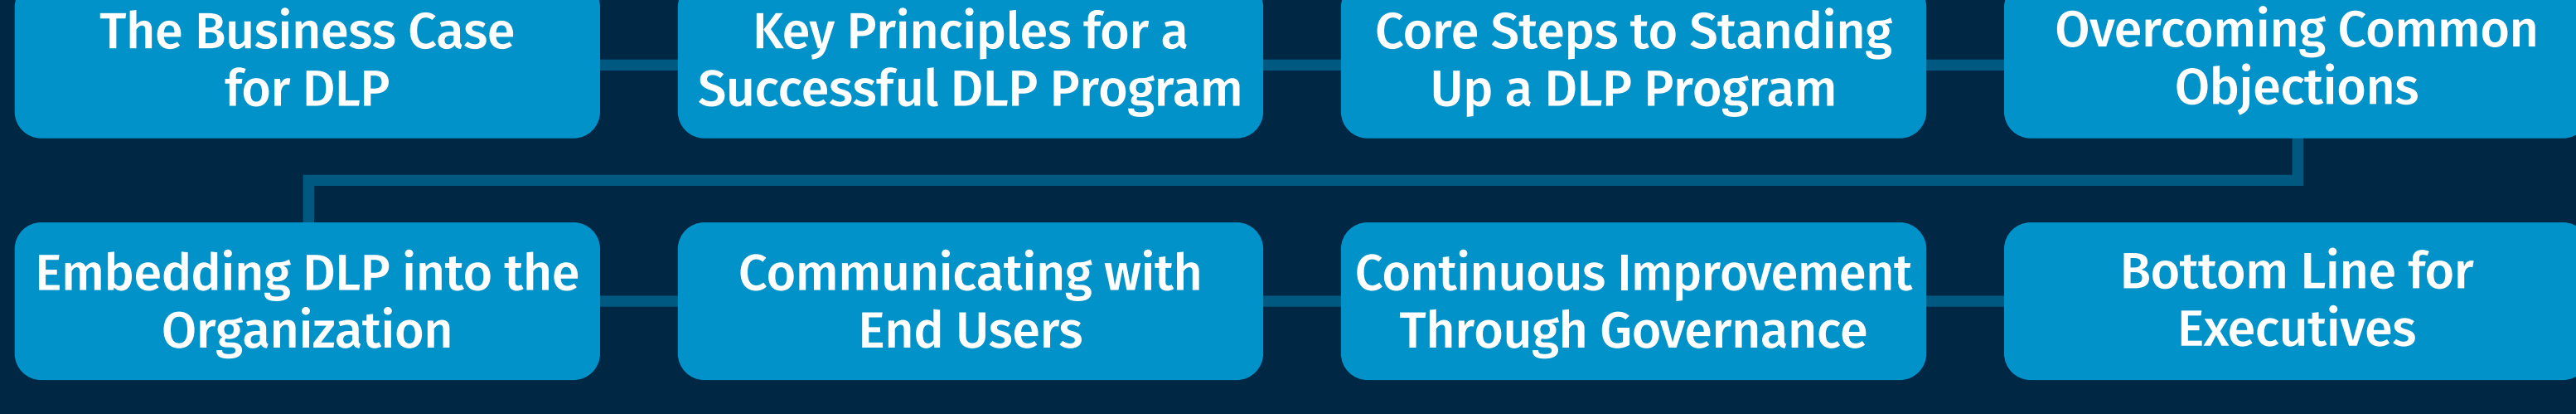 The Business Case
for DLP
Key Principles for a
Successful DLP Program
Core Steps to Standing
Up a DLP Program
Overcoming Common
Objections
Embedding DLP into the
Organization
Communicating with
End Users
Continuous Improvement
Through Governance
Bottom Line for
Executives